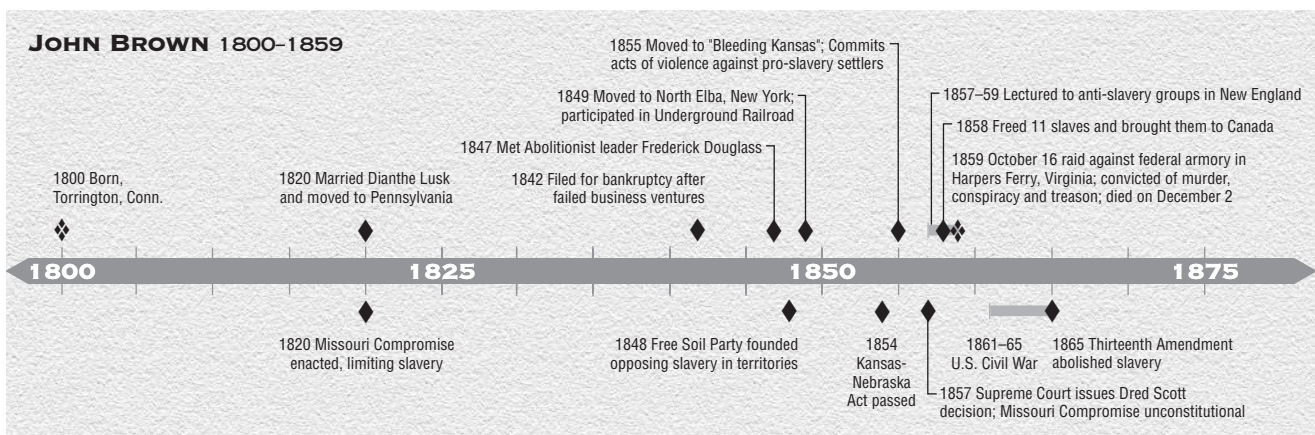 JOHN BROWN 1800–1859
1800 Born,
Torrington, Conn.
1820 Married Dianthe Lusk
and moved to Pennsylvania
1842 Filed for bankruptcy after
failed business ventures
1847 Met Abolitionist leader Frederick Douglass
1849 Moved to North Elba, New York;
participated in Underground Railroad
1855 Moved to "Bleeding Kansas"; Commits
acts of violence against pro-slavery settlers
1857–59 Lectured to anti-slavery groups in New England
1858 Freed 11 slaves and brought them to Canada
1859 October 16 raid against federal armory in
Harpers Ferry, Virginia; convicted of murder,
conspiracy and treason; died on December 2
1800
1825
1850
1875
1820 Missouri Compromise
enacted, limiting slavery
1848 Free Soil Party founded
opposing slavery in territories
1854
Kansas-
Nebraska
Act passed
1857 Supreme Court issues Dred Scott
decision; Missouri Compromise unconstitutional
1861–65
U.S. Civil War
1865 Thirteenth Amendment
abolished slavery